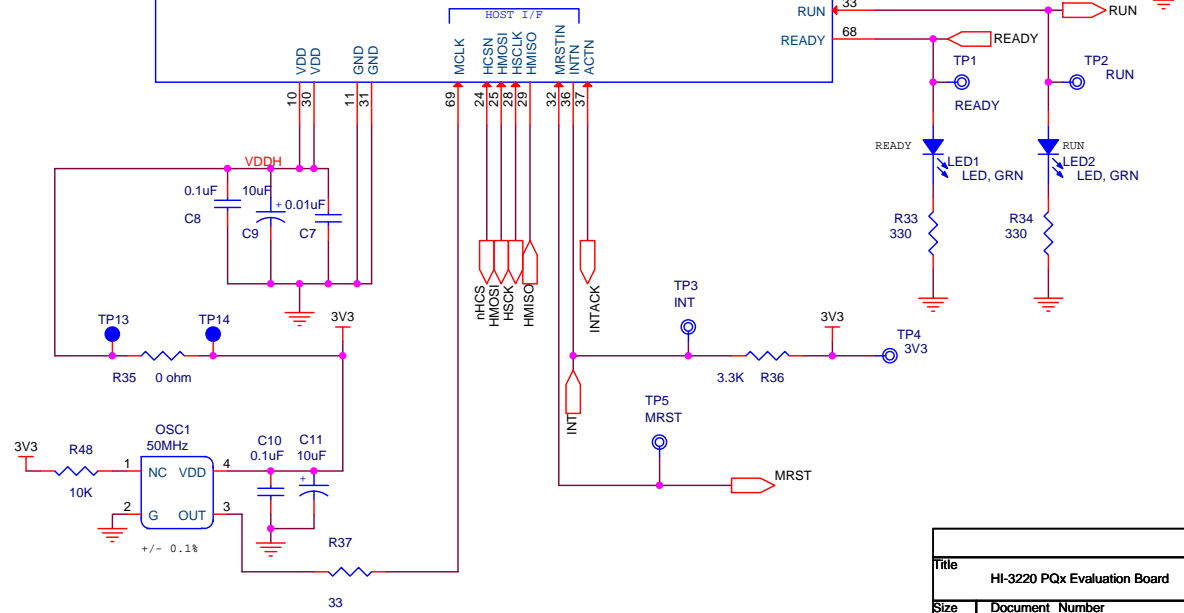 HOST I/F
RUN
33
RUN
READY
68
READY
VDD
VDD
GND
GND
MCLK
HCSN
HMOSI
HSCLK
HMISO
MRSTIN
INTN
ACTN
10
30
11
31
69
24
25
28
29
32
36
37
TP1
READY
TP2
RUN
READY
LED1
LED, GRN
RUN
LED2
LED, GRN
R33
330
R34
330
VDDH
0.1uF
C8
10uF
+
C9
0.01uF
C7
nHCS
HMOSI
HSCK
HMISO
INTACK
TP13
TP14
3V3
R35
0 ohm
TP3
INT
3V3
TP4
3V3
3.3K
R36
INT
TP5
MRST
MRST
3V3
R48
10K
OSC1
50MHz
1
NC
VDD
4
2
G
OUT
3
+/- 0.1%
C10
0.1uF
C11
10uF
+
R37
33
Title
HI-3220 PQx Evaluation Board
Size
Document Number